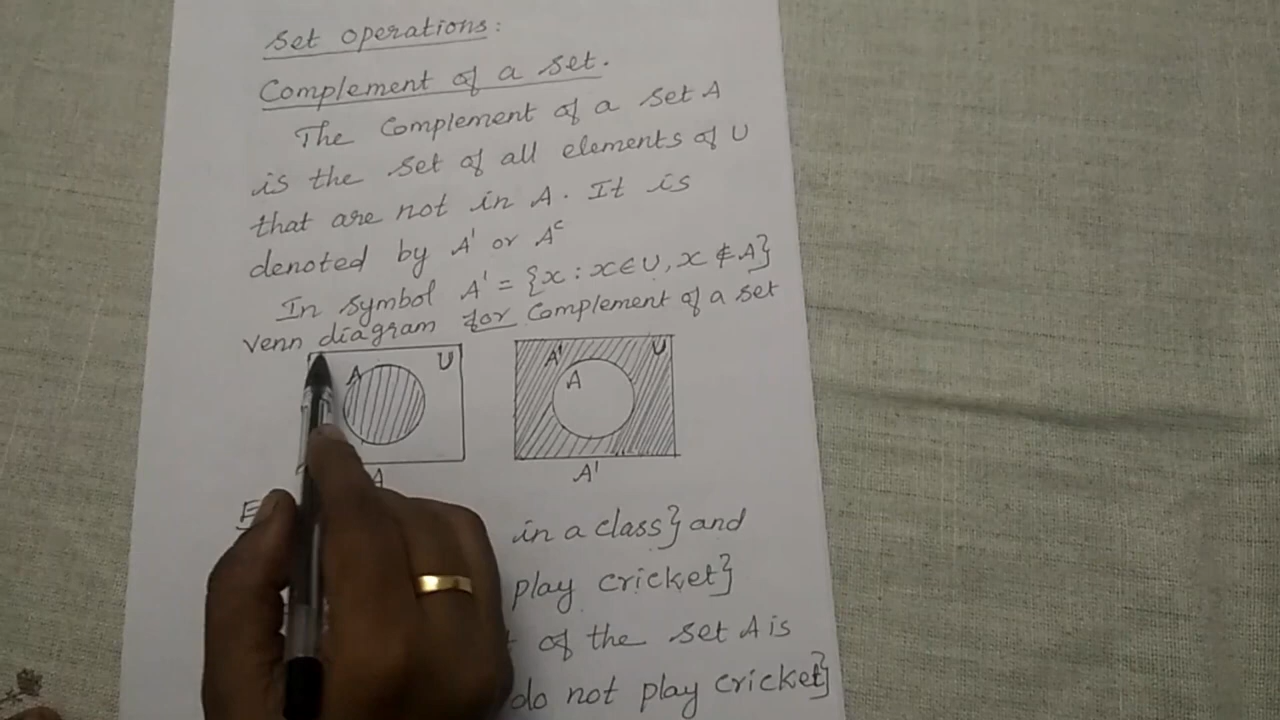 Set operations:
Complement of a set.
The Complement of a set A
is the set of all elements of U
that are not in A. It is
denoted by A' or Aᶜ
In symbol A' = {x : x ∈ U, x ∉ A}
Venn diagram for Complement of a set
A U
A' U
A
A
A'
in a class} and
play cricket}
of the set A is
do not play cricket}